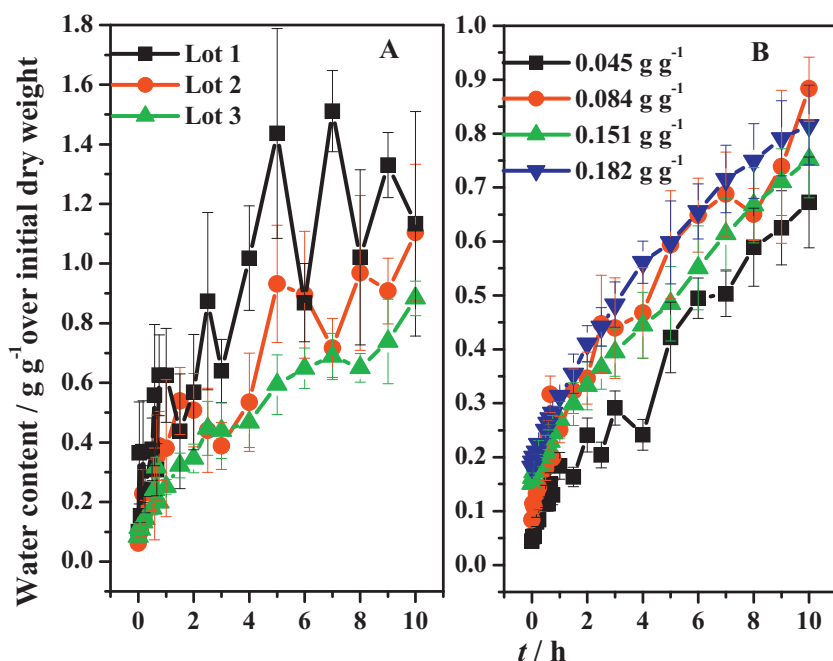 Water content / g g⁻¹ over initial dry weight
1.8
1.6
1.4
1.2
1.0
0.8
0.6
0.4
0.2
0.0
A
Lot 1
Lot 2
Lot 3
0 2 4 6 8 10
1.0
0.9
0.8
0.7
0.6
0.5
0.4
0.3
0.2
0.1
0.0
B
0.045 g g⁻¹
0.084 g g⁻¹
0.151 g g⁻¹
0.182 g g⁻¹
0 2 4 6 8 10
t / h